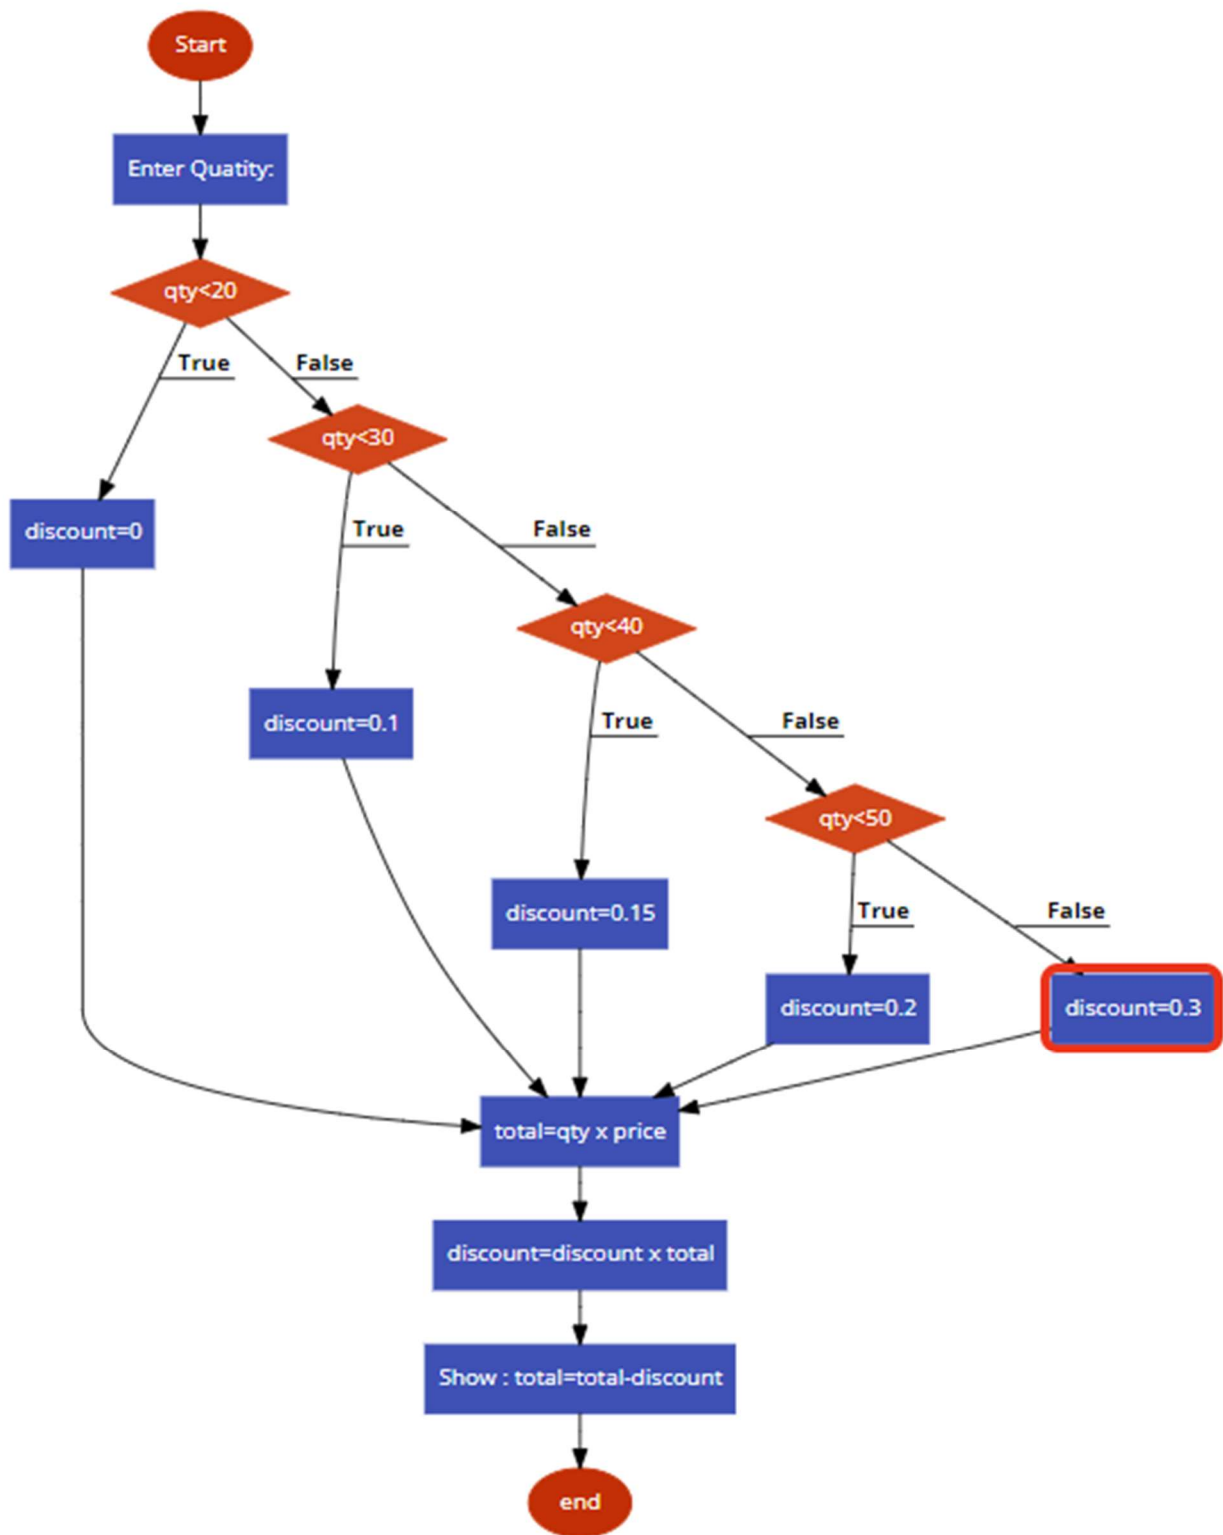 Start
Enter Quatity:
qty<20
True
False
qty<30
discount=0
True
False
qty<40
discount=0.1
True
False
qty<50
discount=0.15
True
False
discount=0.2
discount=0.3
total=qty x price
discount=discount x total
Show : total=total-discount
end